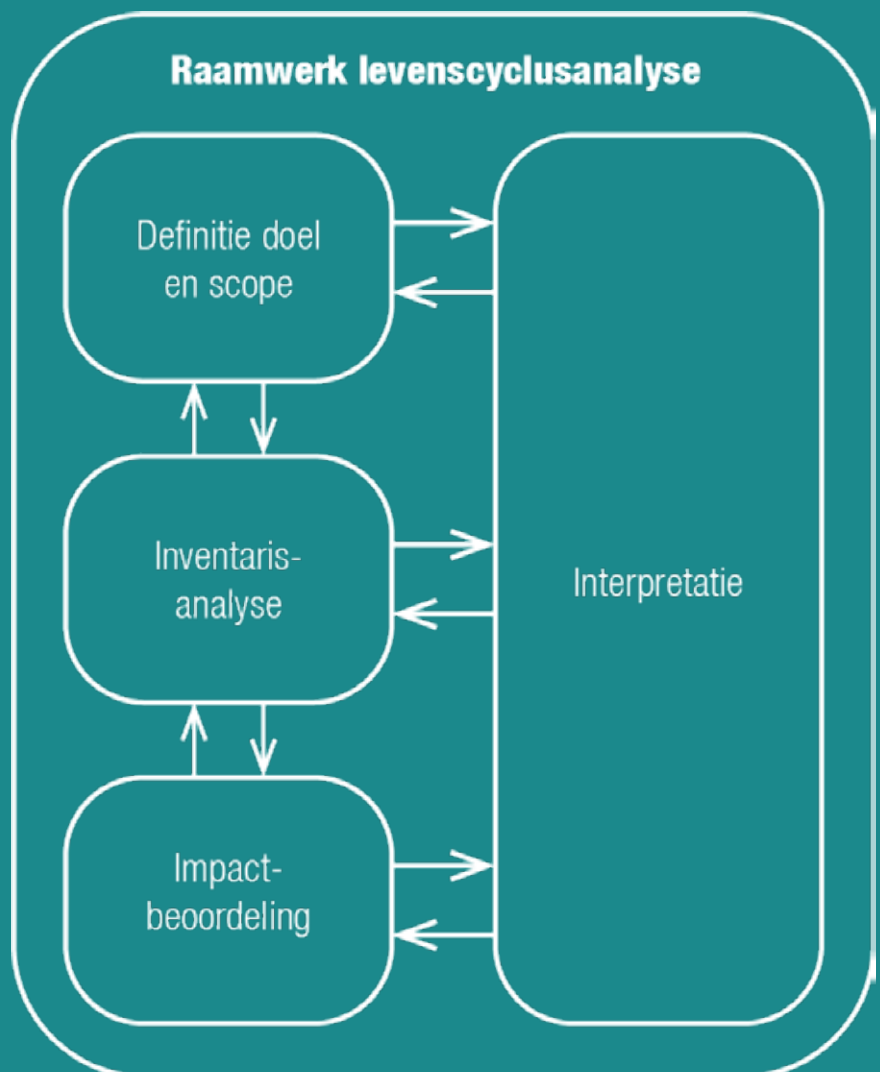 Raamwerk levenscyclusanalyse
Definitie doel
en scope
Inventaris-
analyse
Interpretatie
Impact-
beoordeling